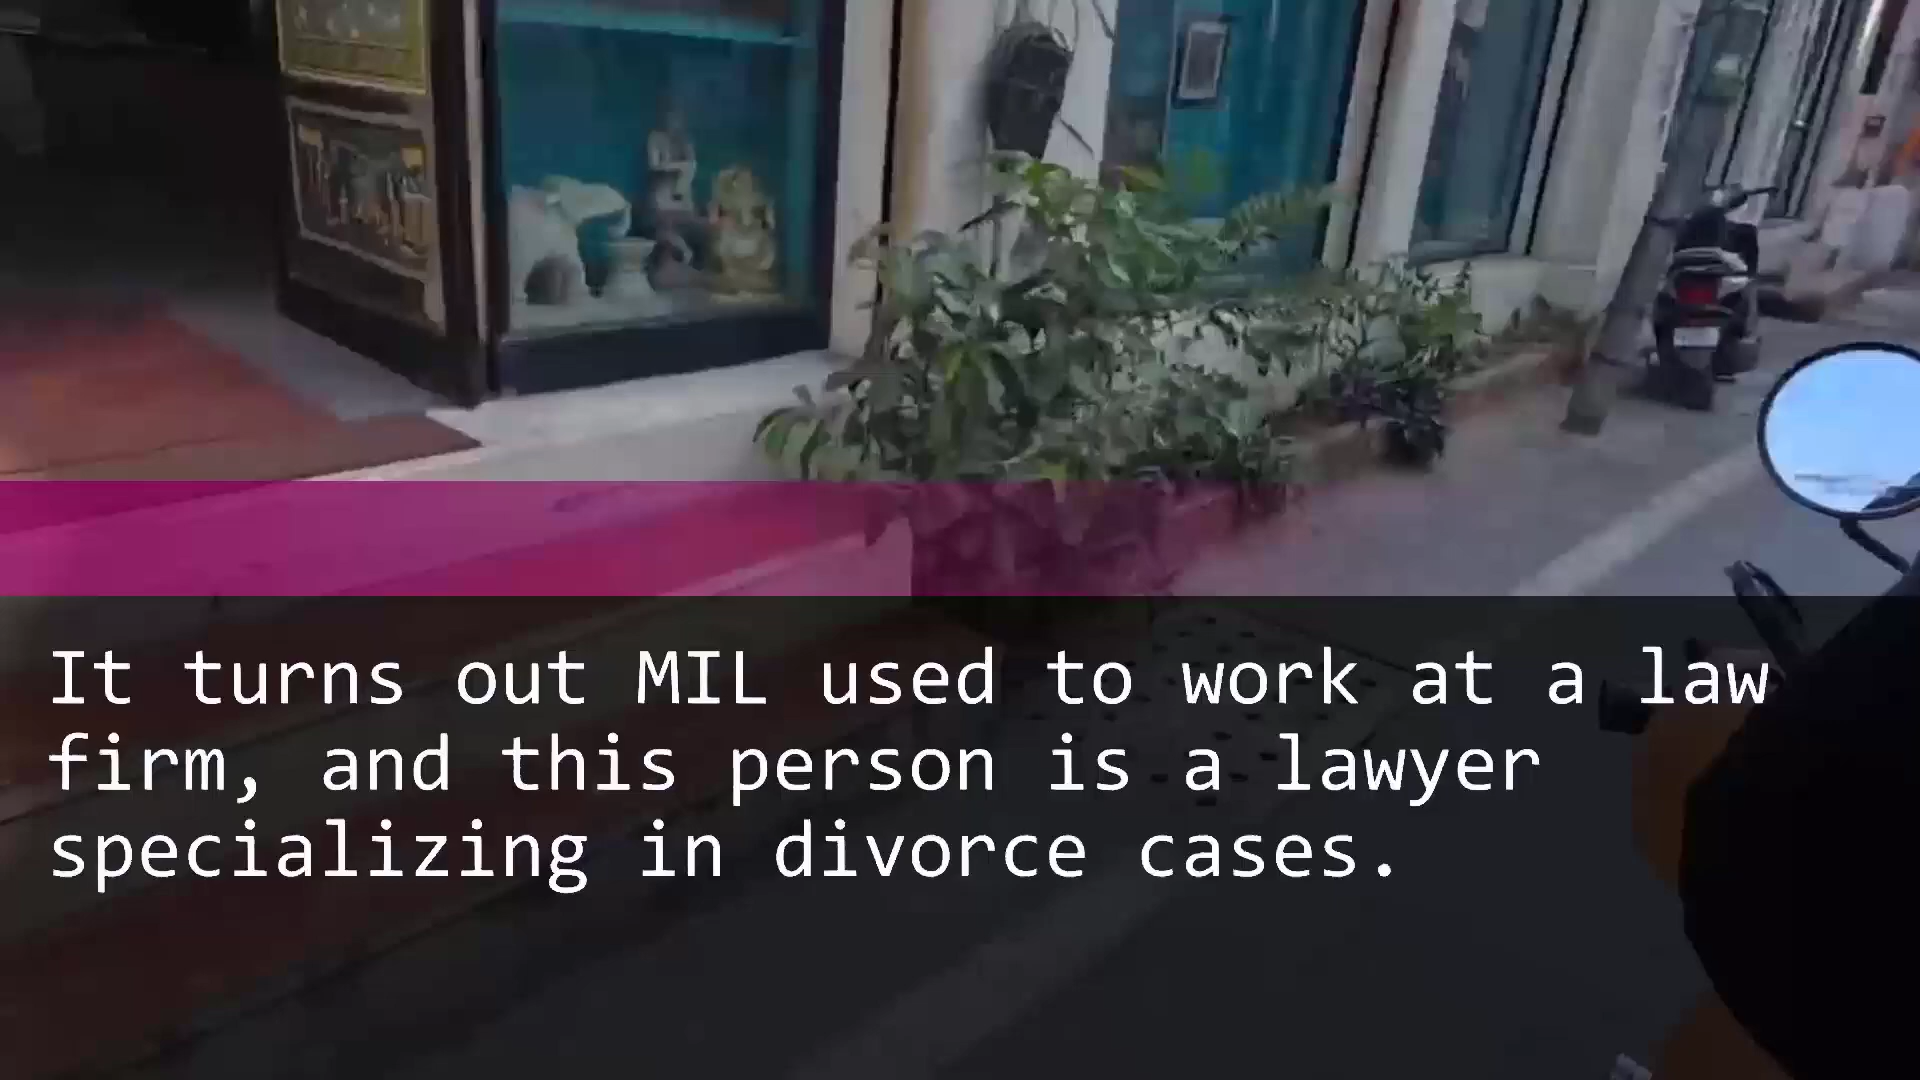 It turns out MIL used to work at a law
firm, and this person is a lawyer
specializing in divorce cases.